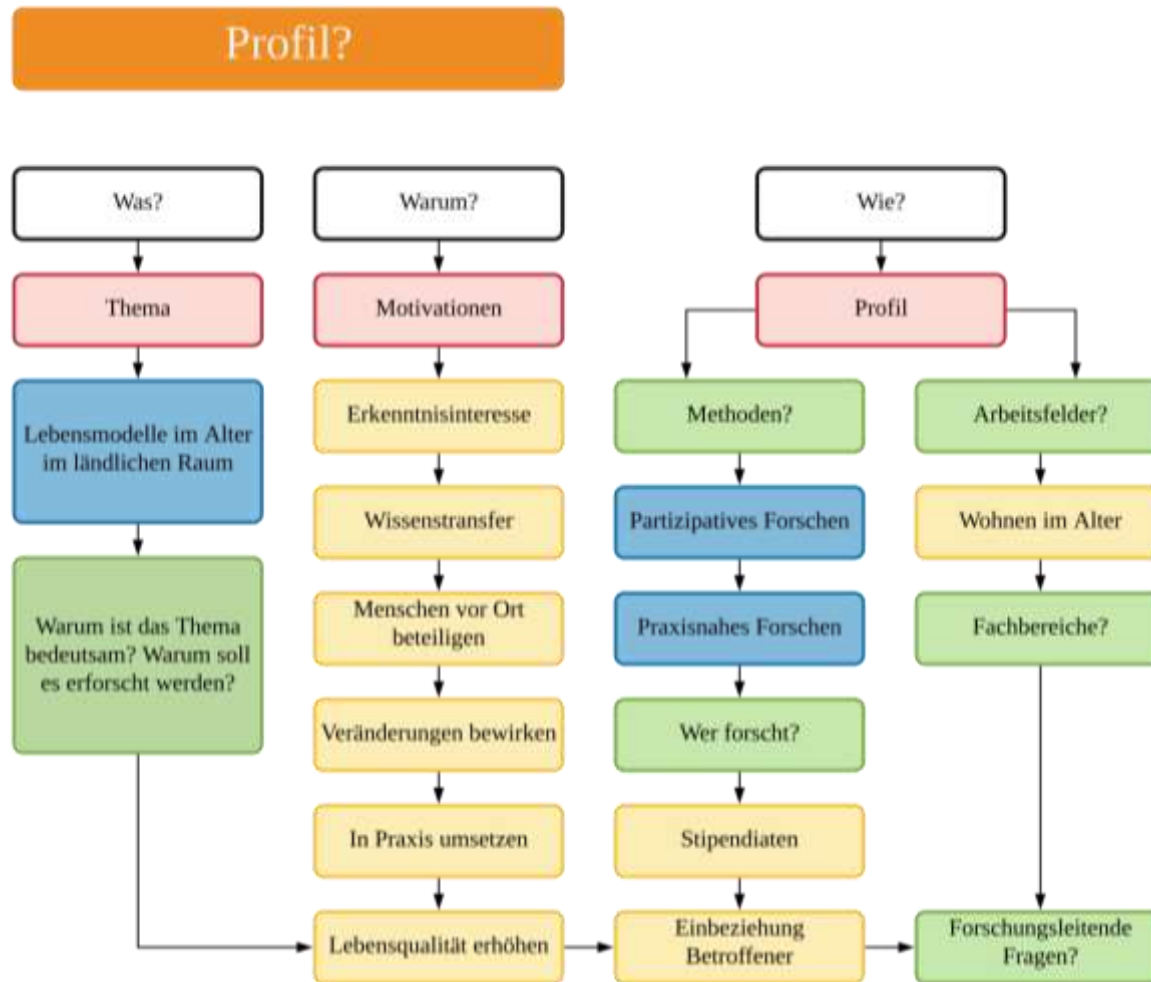 Profil?
Was?
Thema
Lebensmodelle im Alter
im ländlichen Raum
Warum ist das Thema
bedeutsam? Warum soll
es erforscht werden?
Warum?
Motivationen
Erkenntnisinteresse
Wissenstransfer
Menschen vor Ort
beteiligen
Veränderungen bewirken
In Praxis umsetzen
Lebensqualität erhöhen
Wie?
Profil
Methoden?
Partizipatives Forschen
Praxisnahes Forschen
Wer forscht?
Stipendiaten
Einbeziehung
Betroffener
Arbeitsfelder?
Wohnen im Alter
Fachbereiche?
Forschungsleitende
Fragen?